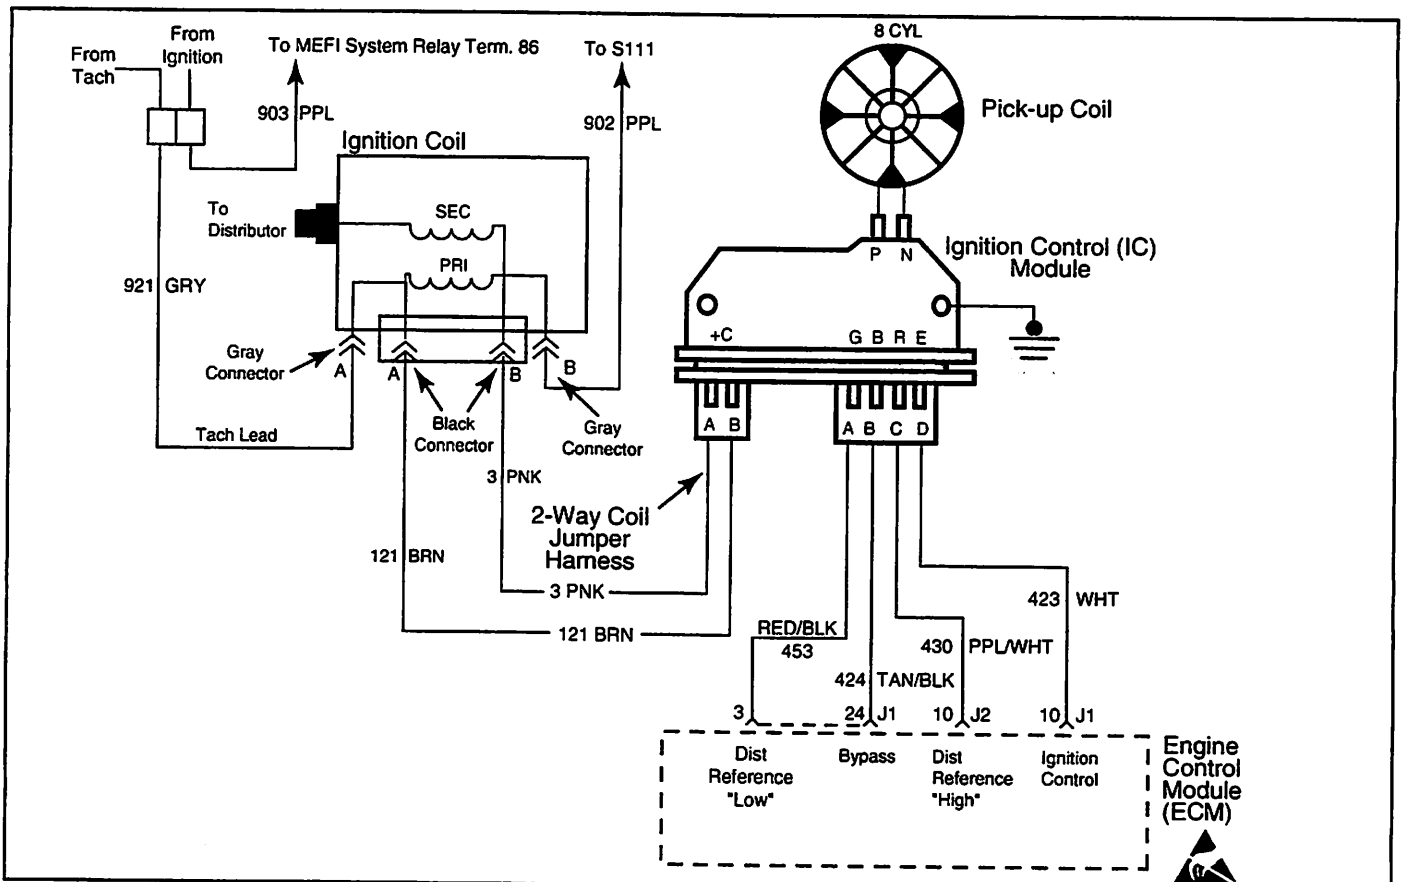 From
Tach
From
Ignition
To MEFI System Relay Term. 86
To S111
8 CYL
Pick-up Coil
903 PPL
902 PPL
Ignition Coil
To
Distributor
SEC
PRI
921 GRY
P N
Ignition Control (IC)
Module
+C
G B R E
Gray
Connector
A
A
B
B
Black
Connector
Gray
Connector
Tach Lead
A B
A B C D
3 PNK
2-Way Coil
Jumper
Harness
121 BRN
3 PNK
121 BRN
423 WHT
RED/BLK
453
430 PPL/WHT
424 TAN/BLK
3
24 J1
10 J2
10 J1
Dist
Reference
"Low"
Bypass
Dist
Reference
"High"
Ignition
Control
Engine
Control
Module
(ECM)